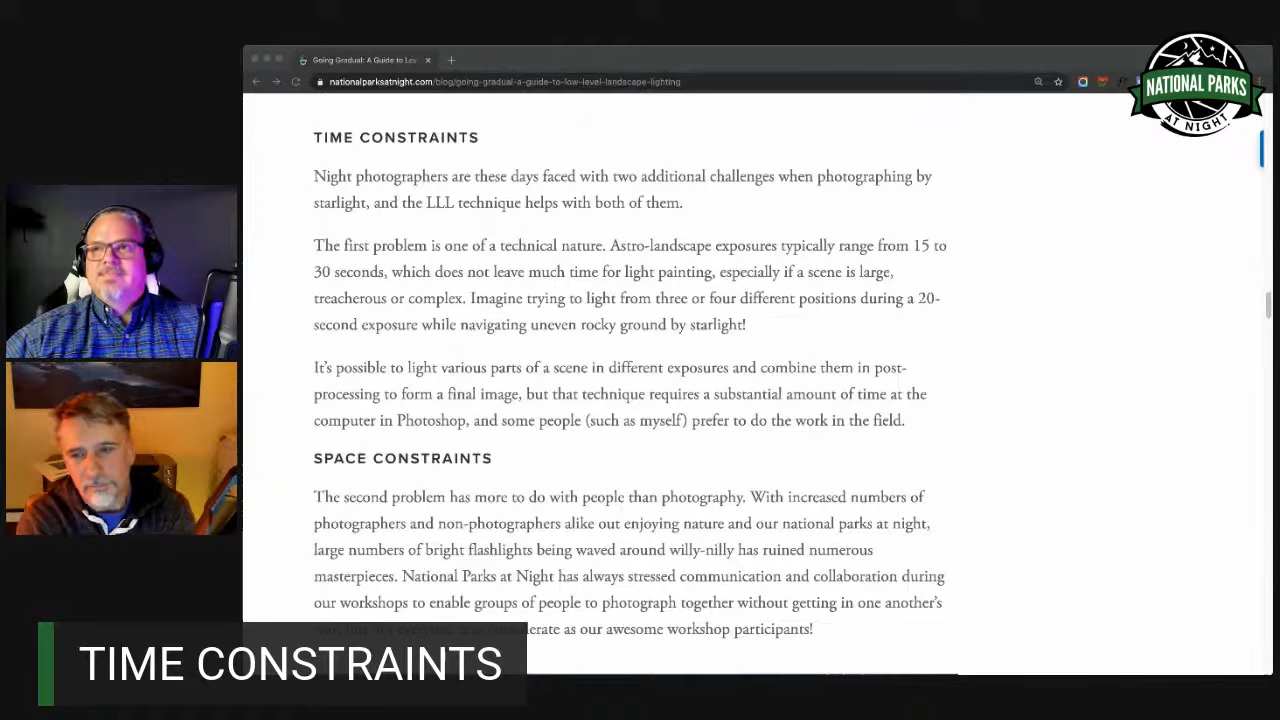 Going Gradual: A Guide to Lov
nationalparksatnight.com/blog/going-gradual-a-guide-to-low-level-landscape-lighting
NATIONAL PARKS
AT NIGHT
TIME CONSTRAINTS
Night photographers are these days faced with two additional challenges when photographing by
starlight, and the LLL technique helps with both of them.
The first problem is one of a technical nature. Astro-landscape exposures typically range from 15 to
30 seconds, which does not leave much time for light painting, especially if a scene is large,
treacherous or complex. Imagine trying to light from three or four different positions during a 20-
second exposure while navigating uneven rocky ground by starlight!
It’s possible to light various parts of a scene in different exposures and combine them in post-
processing to form a final image, but that technique requires a substantial amount of time at the
computer in Photoshop, and some people (such as myself) prefer to do the work in the field.
SPACE CONSTRAINTS
The second problem has more to do with people than photography. With increased numbers of
photographers and non-photographers alike out enjoying nature and our national parks at night,
large numbers of bright flashlights being waved around willy-nilly has ruined numerous
masterpieces. National Parks at Night has always stressed communication and collaboration during
our workshops to enable groups of people to photograph together without getting in one another’s
as our awesome workshop participants!
TIME CONSTRAINTS